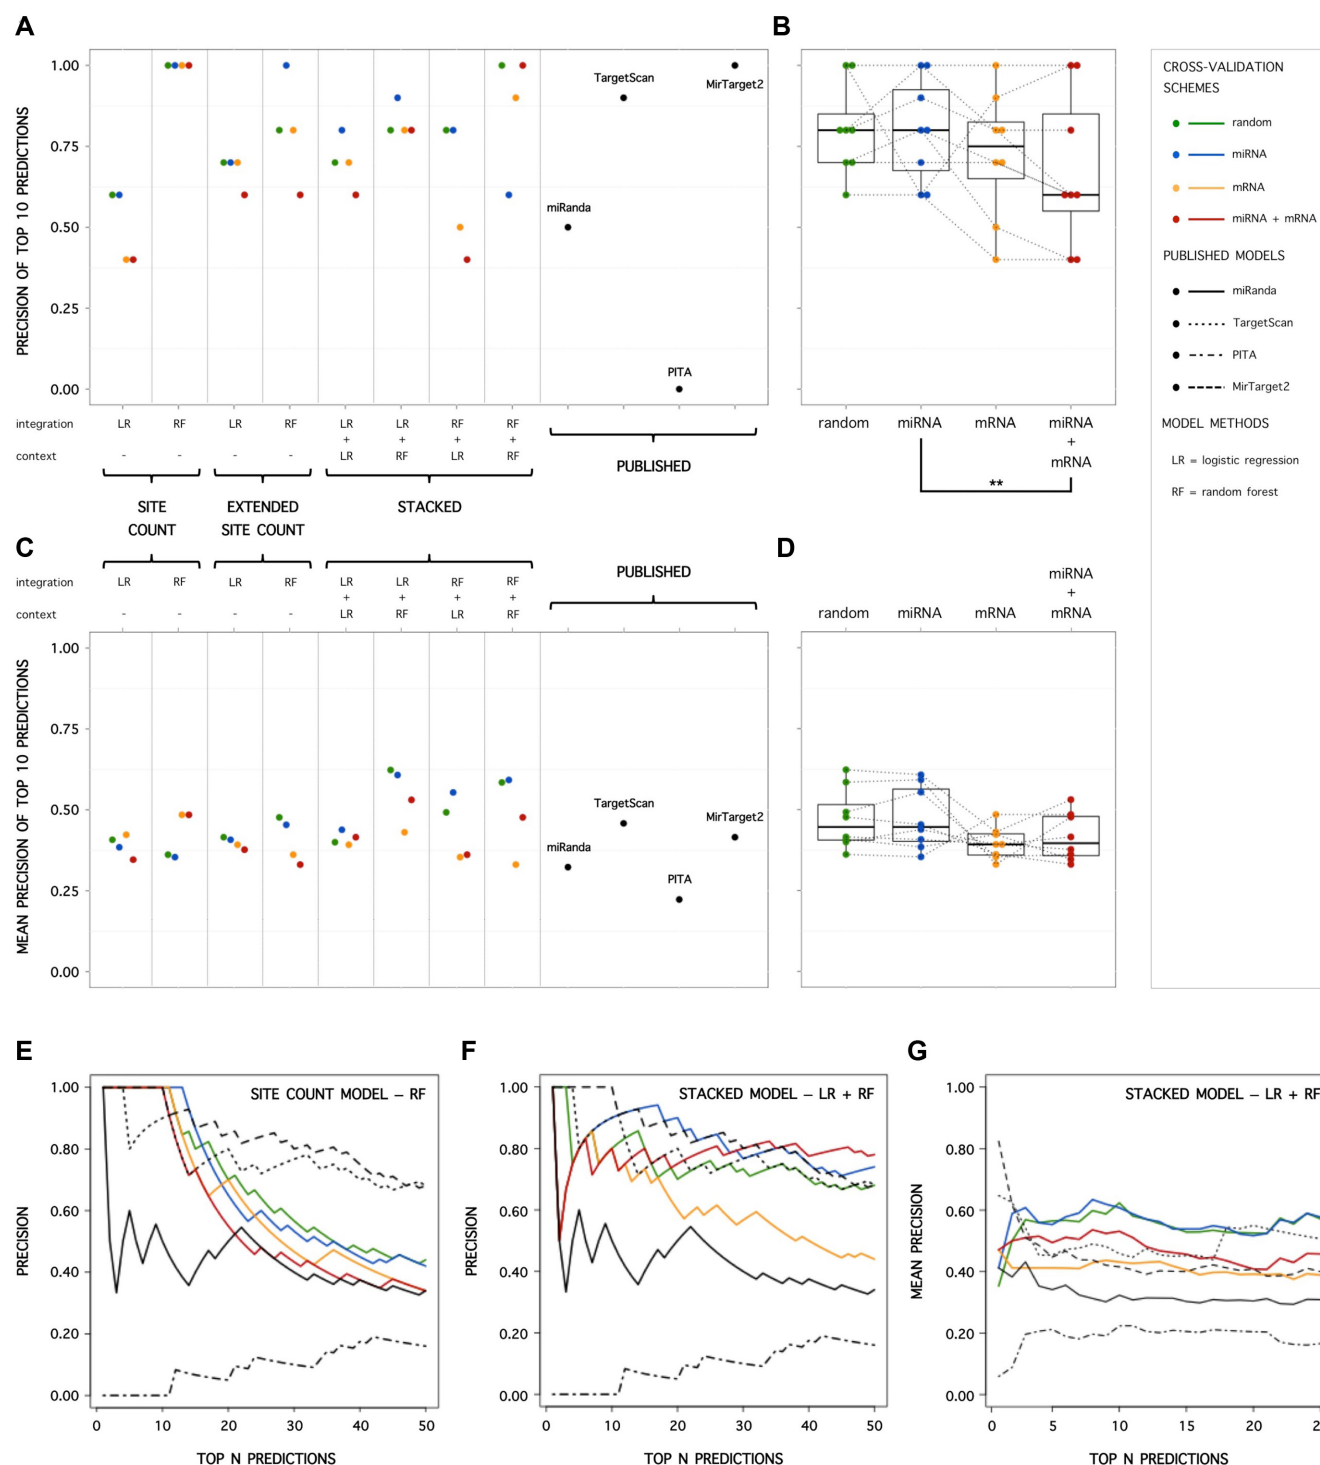 A
B
PRECISION OF TOP 10 PREDICTIONS
1.00
0.75
0.50
0.25
0.00
TargetScan
MirTarget2
miRanda
PITA
integration LR RF LR RF LR LR RF RF
+ + + +
context - - - - LR RF LR RF
SITE
COUNT
EXTENDED
SITE COUNT
STACKED
PUBLISHED
random miRNA mRNA miRNA
+
mRNA
**
CROSS-VALIDATION
SCHEMES
random
miRNA
mRNA
miRNA + mRNA
PUBLISHED MODELS
miRanda
TargetScan
PITA
MirTarget2
MODEL METHODS
LR = logistic regression
RF = random forest
C
D
integration LR RF LR RF LR LR RF RF
+ + + +
context - - - - LR RF LR RF
PUBLISHED
miRNA
+
random miRNA mRNA mRNA
MEAN PRECISION OF TOP 10 PREDICTIONS
1.00
0.75
0.50
0.25
0.00
TargetScan
MirTarget2
miRanda
PITA
E
SITE COUNT MODEL – RF
PRECISION
1.00
0.80
0.60
0.40
0.20
0.00
0 10 20 30 40 50
TOP N PREDICTIONS
F
STACKED MODEL – LR + RF
PRECISION
1.00
0.80
0.60
0.40
0.20
0.00
0 10 20 30 40 50
TOP N PREDICTIONS
G
STACKED MODEL – LR + RF
MEAN PRECISION
1.00
0.80
0.60
0.40
0.20
0.00
0 5 10 15 20
TOP N PREDICTIONS